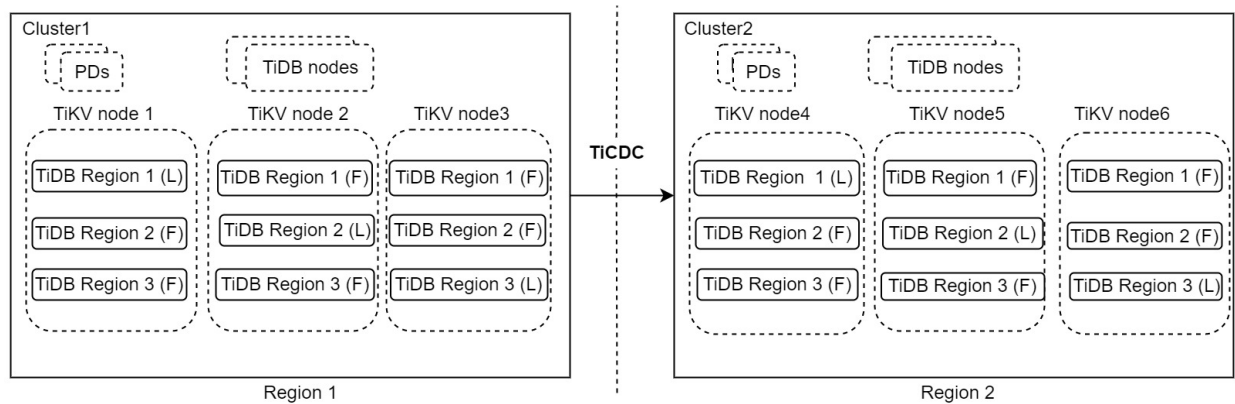 Cluster1
PDs
TiDB nodes
TiKV node 1
TiKV node 2
TiKV node3
TiDB Region 1 (L)
TiDB Region 1 (F)
TiDB Region 1 (F)
TiDB Region 2 (F)
TiDB Region 2 (L)
TiDB Region 2 (F)
TiDB Region 3 (F)
TiDB Region 3 (F)
TiDB Region 3 (L)
Region 1
TiCDC
Cluster2
PDs
TiDB nodes
TiKV node4
TiKV node5
TiKV node6
TiDB Region 1 (L)
TiDB Region 1 (F)
TiDB Region 1 (F)
TiDB Region 2 (F)
TiDB Region 2 (L)
TiDB Region 2 (F)
TiDB Region 3 (F)
TiDB Region 3 (F)
TiDB Region 3 (L)
Region 2